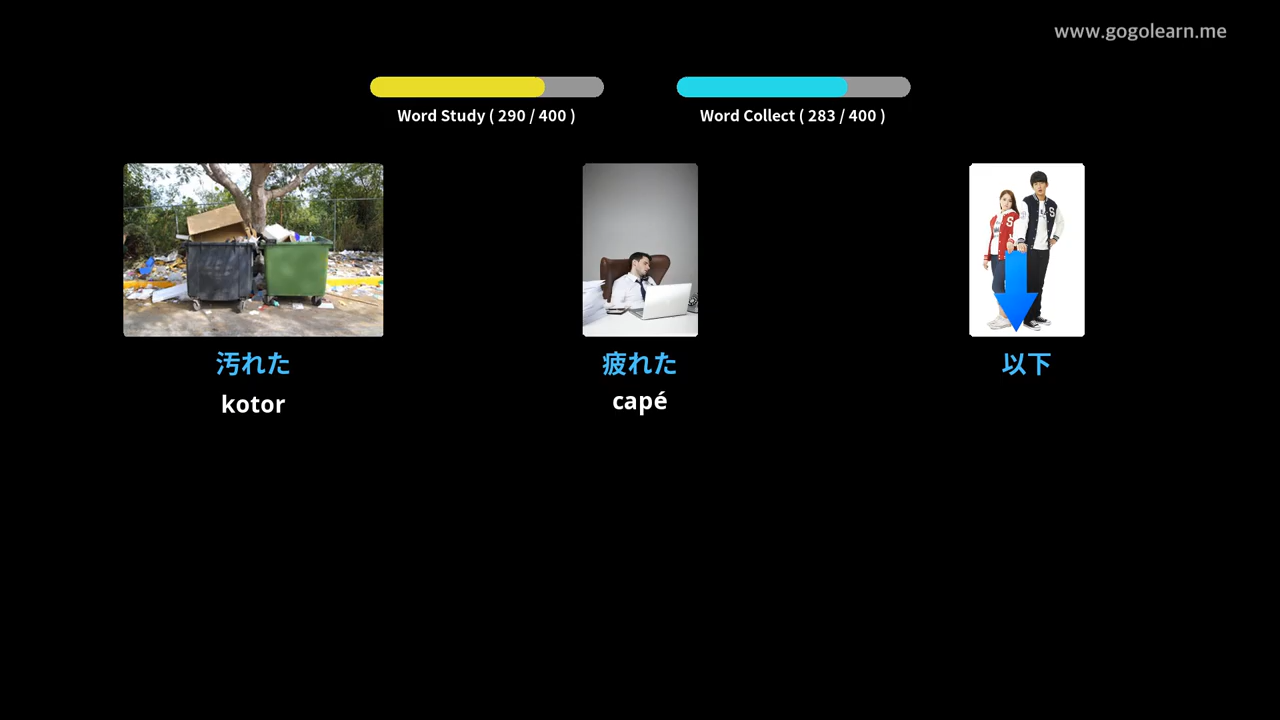 www.gogolearn.me
Word Study ( 290 / 400 )
Word Collect ( 283 / 400 )
汚れた
疲れた
以下
kotor
capé
S
S